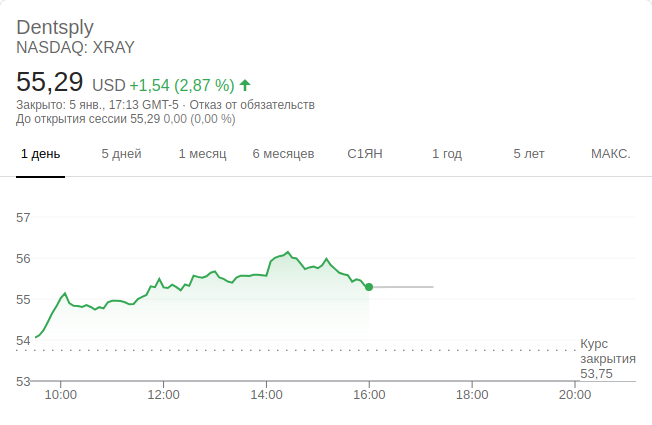 Dentsply
NASDAQ: XRAY
55,29 USD +1,54 (2,87 %)
Закрыто: 5 янв., 17:13 GMT-5 · Отказ от обязательств
До открытия сессии 55,29 0,00 (0,00 %)
1 день 5 дней 1 месяц 6 месяцев С1ЯН 1 год 5 лет МАКС.
57
56
55
54
Курс
закрытия
53,75
53
10:00 12:00 14:00 16:00 18:00 20:00